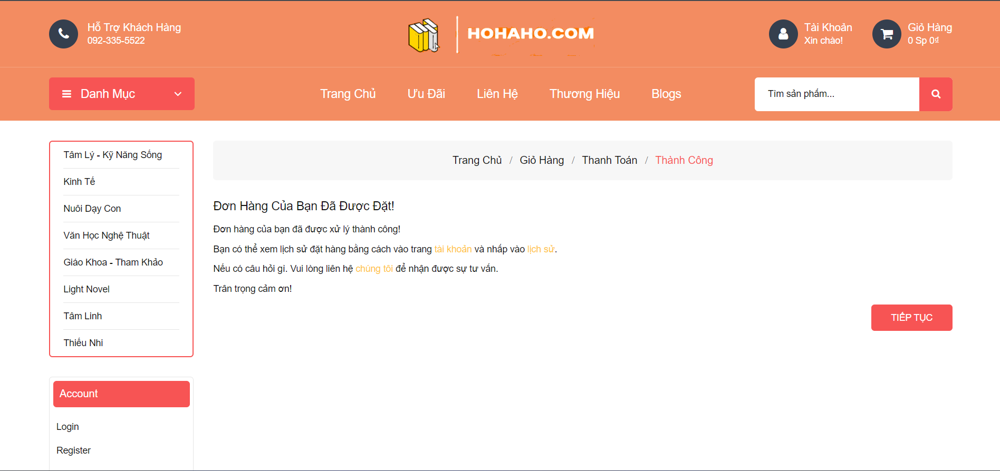 Hỗ Trợ Khách Hàng
092-335-5522
HOHAHO.COM
Tài Khoản
Xin chào!
Giỏ Hàng
0 Sp 0₫
Danh Mục
Trang Chủ
Ưu Đãi
Liên Hệ
Thương Hiệu
Blogs
Tìm sản phẩm...
Tâm Lý - Kỹ Năng Sống
Kinh Tế
Nuôi Dạy Con
Văn Học Nghệ Thuật
Giáo Khoa - Tham Khảo
Light Novel
Tâm Linh
Thiếu Nhi
Account
Login
Register
Trang Chủ / Giỏ Hàng / Thanh Toán / Thành Công
Đơn Hàng Của Bạn Đã Được Đặt!
Đơn hàng của bạn đã được xử lý thành công!
Bạn có thể xem lịch sử đặt hàng bằng cách vào trang tài khoản và nhấp vào lịch sử.
Nếu có câu hỏi gì. Vui lòng liên hệ chúng tôi để nhận được sự tư vấn.
Trân trọng cảm ơn!
TIẾP TỤC